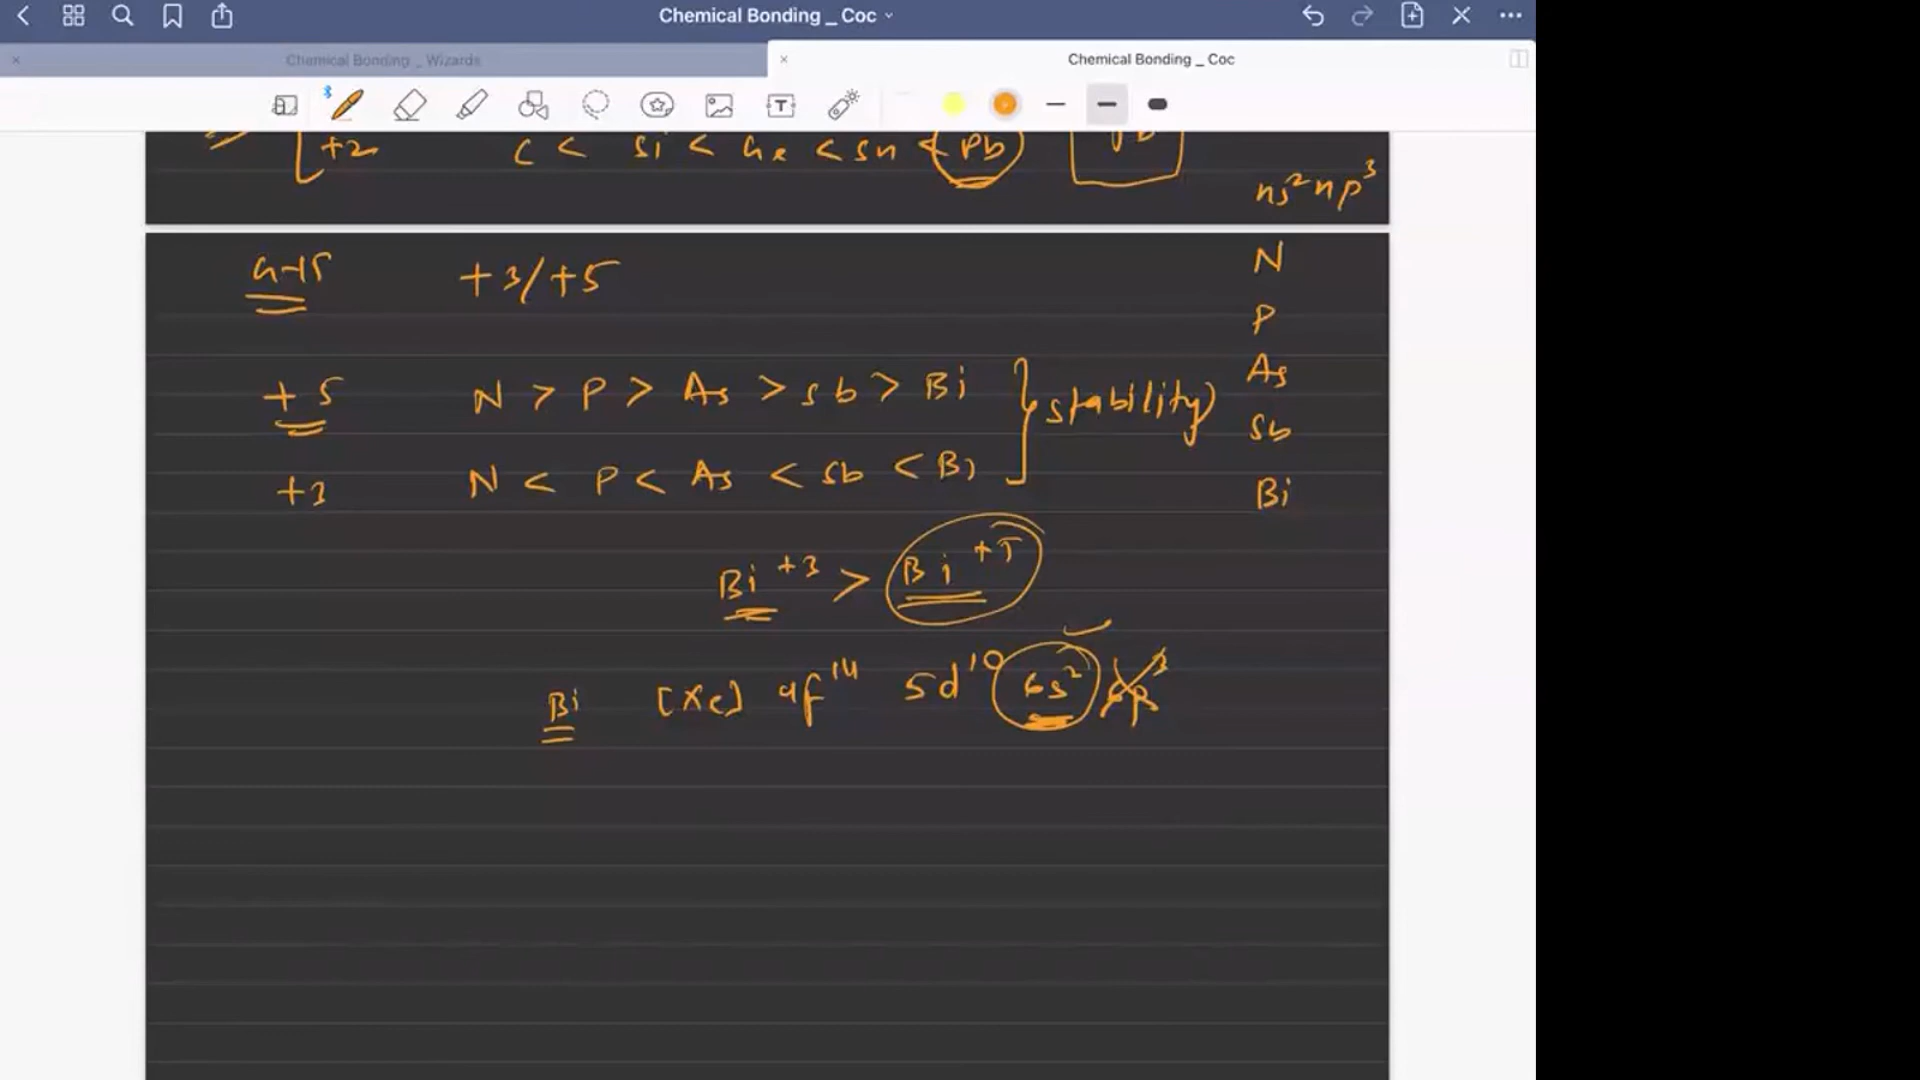 Chemical Bonding _ Coc
Chemical Bonding _ Wizards
Chemical Bonding _ Coc
+2 C < Si < Ge < Sn < Pb
ns² np³
G-15 +3/+5
N
P
As
Sb
Bi
+5 N > P > As > Sb > Bi } stability
+3 N < P < As < Sb < Bi
Bi +3 > Bi +5
Bi [Xe] 4f¹⁴ 5d¹⁰ 6s²